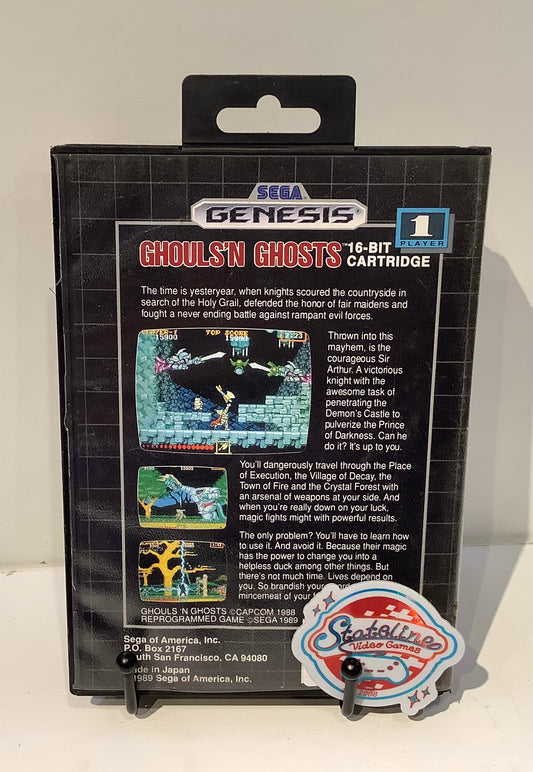 SEGA
GENESIS
1
PLAYER
GHOULS'N GHOSTS™ 16-BIT
CARTRIDGE
The time is yesteryear, when knights scoured the countryside in
search of the Holy Grail, defended the honor of fair maidens and
fought a never ending battle against rampant evil forces.
TOP SCORE
Thrown into this
mayhem, is the
courageous Sir
Arthur. A victorious
knight with the
awesome task of
penetrating the
Demon's Castle to
pulverize the Prince
of Darkness. Can he
do it? It's up to you.
You'll dangerously travel through the Place
of Execution, the Village of Decay, the
Town of Fire and the Crystal Forest with
an arsenal of weapons at your side. And
when you're really down on your luck,
magic fights might with powerful results.
The only problem? You'll have to learn how
to use it. And avoid it. Because their magic
has the power to change you into a
helpless duck among other things. But
there's not much time. Lives depend on
you. So brandish your
mincemeat of your
GHOULS 'N GHOSTS ©CAPCOM 1988
REPROGRAMMED GAME ©SEGA 1989
Sega of America, Inc.
P.O. Box 2167
South San Francisco, CA 94080
Made in Japan
1989 Sega of America, Inc.
Stateline
Video Games
2008